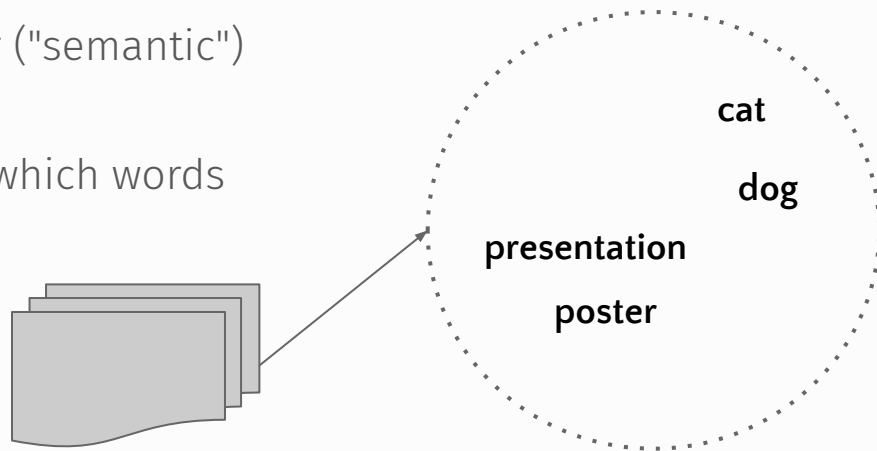 ("semantic")
which words
cat
dog
presentation
poster